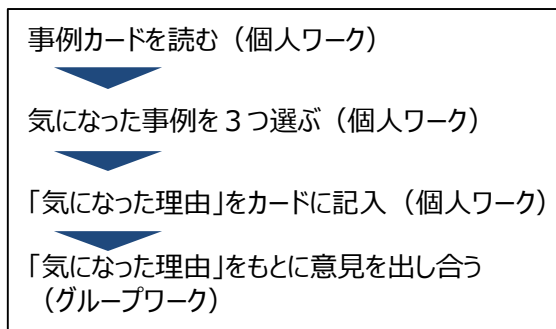 事例カードを読む（個人ワーク）
気になった事例を３つ選ぶ（個人ワーク）
「気になった理由」をカードに記入（個人ワーク）
「気になった理由」をもとに意見を出し合う
（グループワーク）